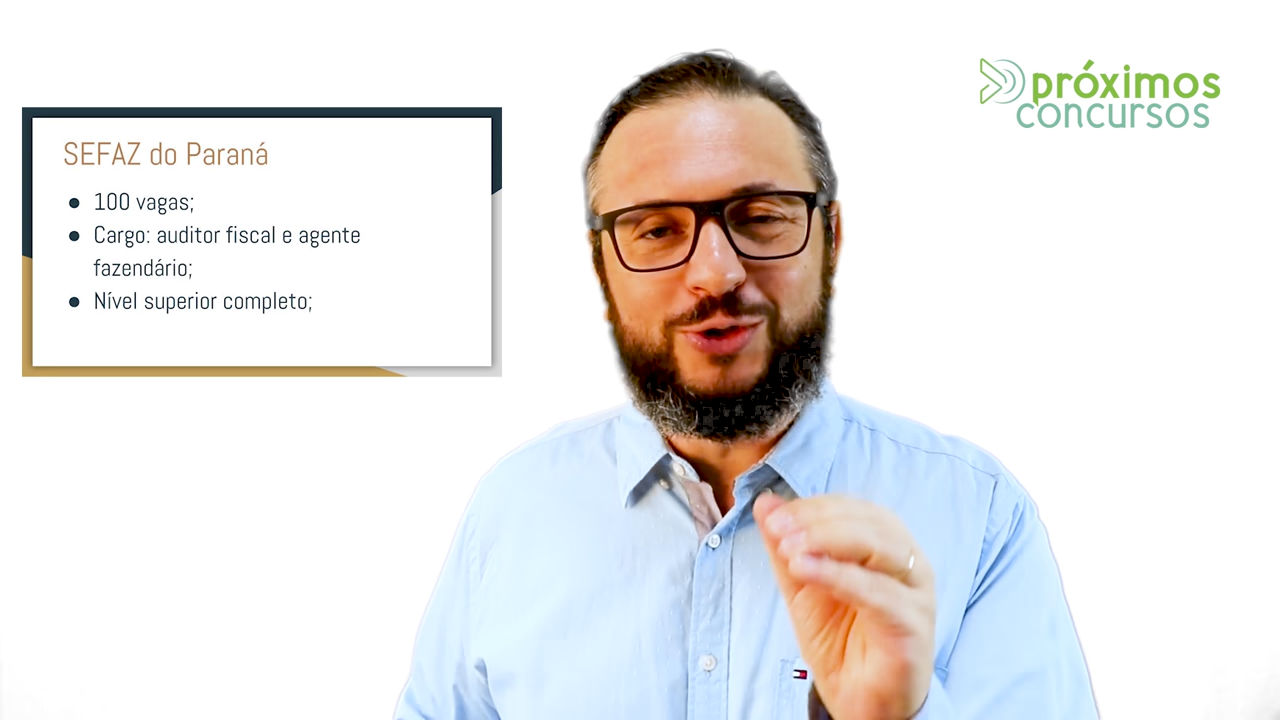 SEFAZ do Paraná
● 100 vagas;
● Cargo: auditor fiscal e agente
fazendário;
● Nível superior completo;
próximos
concursos